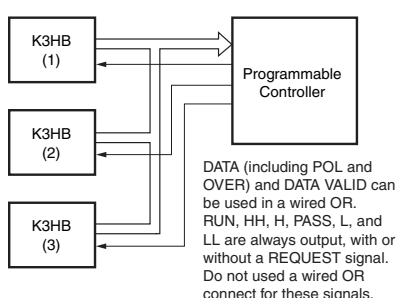 K3HB
(1)
Programmable
Controller
K3HB
(2)
K3HB
(3)
DATA (including POL and
OVER) and DATA VALID can
be used in a wired OR.
RUN, HH, H, PASS, L, and
LL are always output, with or
without a REQUEST signal.
Do not used a wired OR
connect for these signals.